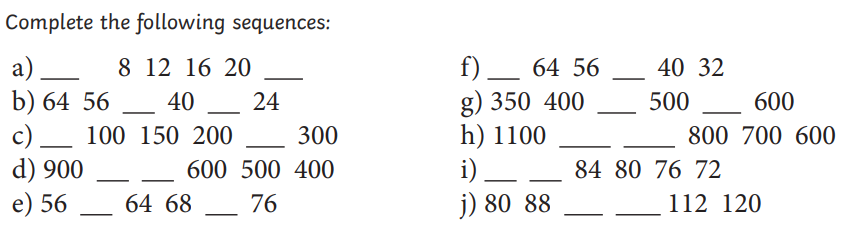 Complete the following sequences:
a) ___ 8 12 16 20 ___
b) 64 56 ___ 40 ___ 24
c) ___ 100 150 200 ___ 300
d) 900 ___ ___ 600 500 400
e) 56 ___ 64 68 ___ 76
f) ___ 64 56 ___ 40 32
g) 350 400 ___ 500 ___ 600
h) 1100 ___ ___ 800 700 600
i) ___ ___ 84 80 76 72
j) 80 88 ___ ___ 112 120